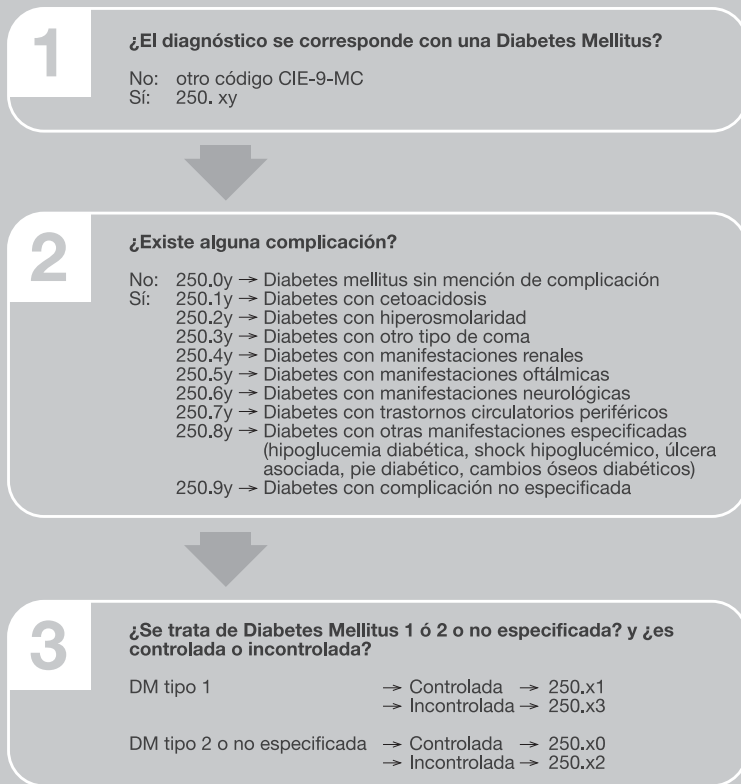 1
¿El diagnóstico se corresponde con una Diabetes Mellitus?
No: otro código CIE-9-MC
Sí: 250. xy
2
¿Existe alguna complicación?
No: 250.0y → Diabetes mellitus sin mención de complicación
Sí: 250.1y → Diabetes con cetoacidosis
250.2y → Diabetes con hiperosmolaridad
250.3y → Diabetes con otro tipo de coma
250.4y → Diabetes con manifestaciones renales
250.5y → Diabetes con manifestaciones oftálmicas
250.6y → Diabetes con manifestaciones neurológicas
250.7y → Diabetes con trastornos circulatorios periféricos
250.8y → Diabetes con otras manifestaciones especificadas
(hipoglucemia diabética, shock hipoglucémico, úlcera
asociada, pie diabético, cambios óseos diabéticos)
250.9y → Diabetes con complicación no especificada
3
¿Se trata de Diabetes Mellitus 1 ó 2 o no especificada? y ¿es
controlada o incontrolada?
DM tipo 1 → Controlada → 250.x1
→ Incontrolada → 250.x3
DM tipo 2 o no especificada → Controlada → 250.x0
→ Incontrolada → 250.x2